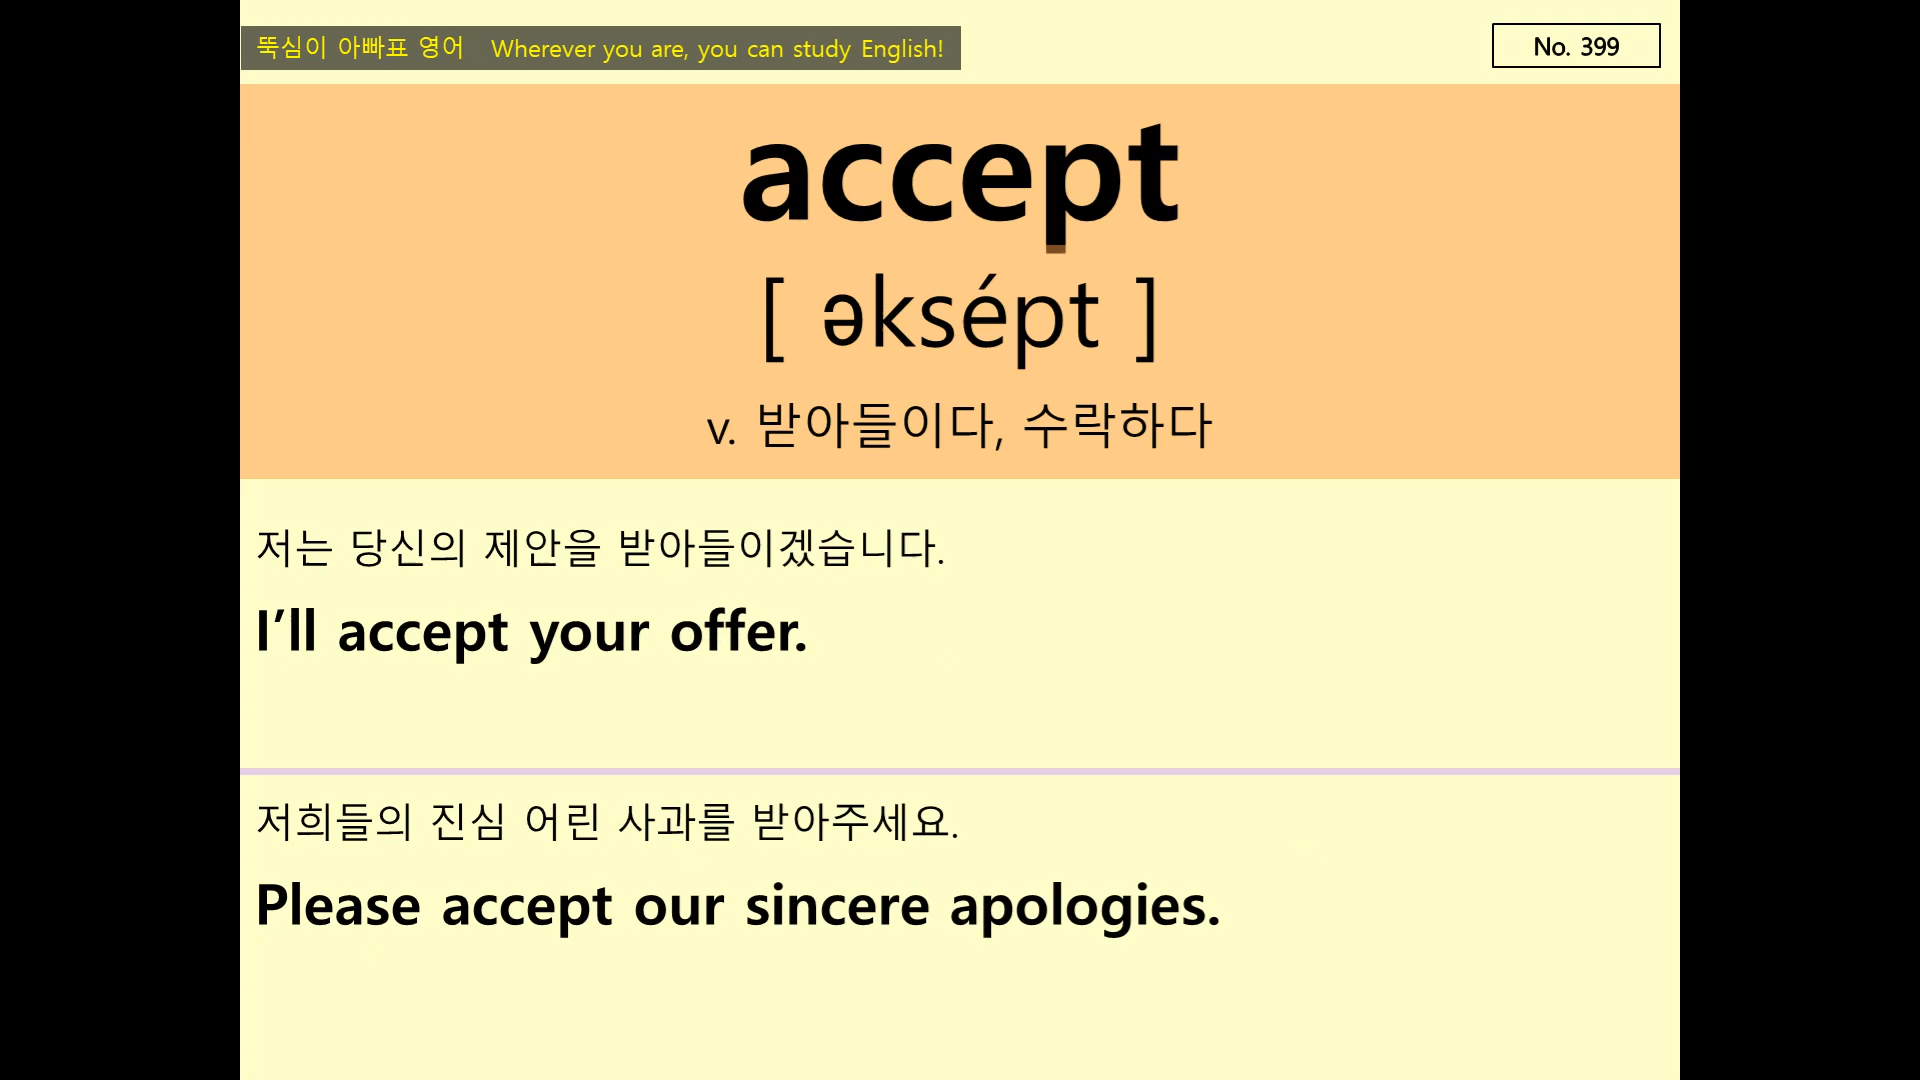 뚝심이 아빠표 영어 Wherever you are, you can study English!
No. 399
accept
[ əksépt ]
v. 받아들이다, 수락하다
저는 당신의 제안을 받아들이겠습니다.
I’ll accept your offer.
저희들의 진심 어린 사과를 받아주세요.
Please accept our sincere apologies.